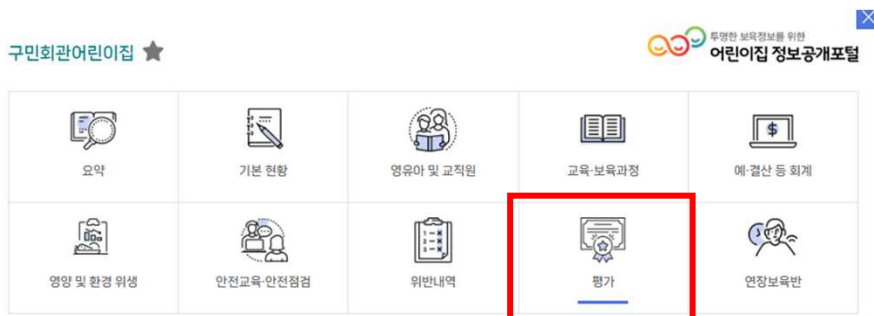 구민회관어린이집
투명한 보육정보를 위한
어린이집 정보공개포털
요약
기본 현황
영유아 및 교직원
교육·보육과정
예·결산 등 회계
영양 및 환경 위생
안전교육·안전점검
위반내역
평가
연장보육반